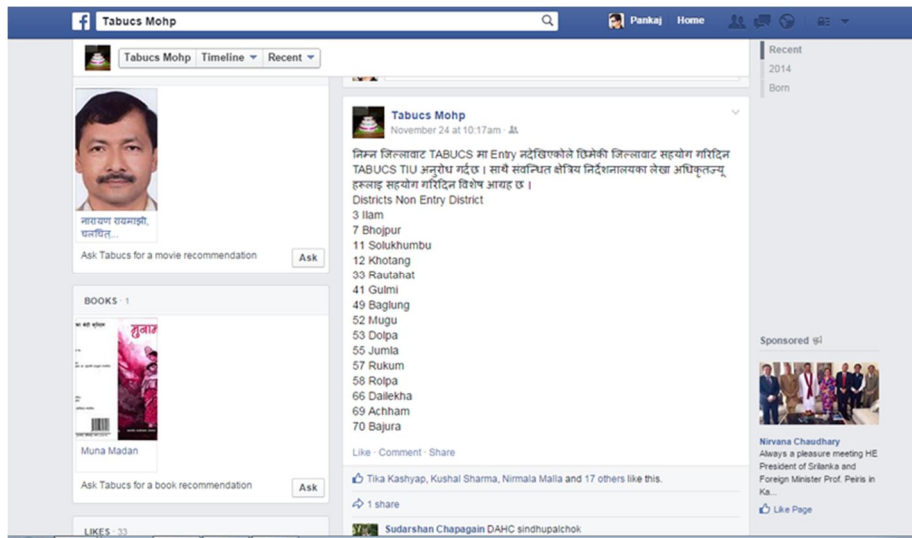 Tabucs Mohp
Pankaj Home
Tabucs Mohp Timeline Recent
Recent
2014
Born
नारायण रायमाझी,
चलचित्...
Ask Tabucs for a movie recommendation
Ask
BOOKS · 1
मुनाम
Muna Madan
Ask Tabucs for a book recommendation
Ask
LIKES · 33
Tabucs Mohp
November 24 at 10:17am ·
निम्न जिल्लावाट TABUCS मा Entry नदेखिएकोले छिमेकी जिल्लावाट सहयोग गरिदिन
TABUCS TIU अनुरोध गर्दछ । साथै संवन्धित क्षेत्रिय निर्देशनालयका लेखा अधिकृतज्यू
हरूलाइ सहयोग गरिदिन विशेष आग्रह छ ।
Districts Non Entry District
3 Ilam
7 Bhojpur
11 Solukhumbu
12 Khotang
33 Rautahat
41 Gulmi
49 Baglung
52 Mugu
53 Dolpa
55 Jumla
57 Rukum
58 Rolpa
66 Dailekha
69 Achham
70 Bajura
Like · Comment · Share
Tika Kashyap, Kushal Sharma, Nirmala Malla and 17 others like this.
1 share
Sudarshan Chapagain DAHC sindhupalchok
Sponsored
Nirvana Chaudhary
Always a pleasure meeting HE
President of Srilanka and
Foreign Minister Prof. Peiris in
Ka...
Like Page